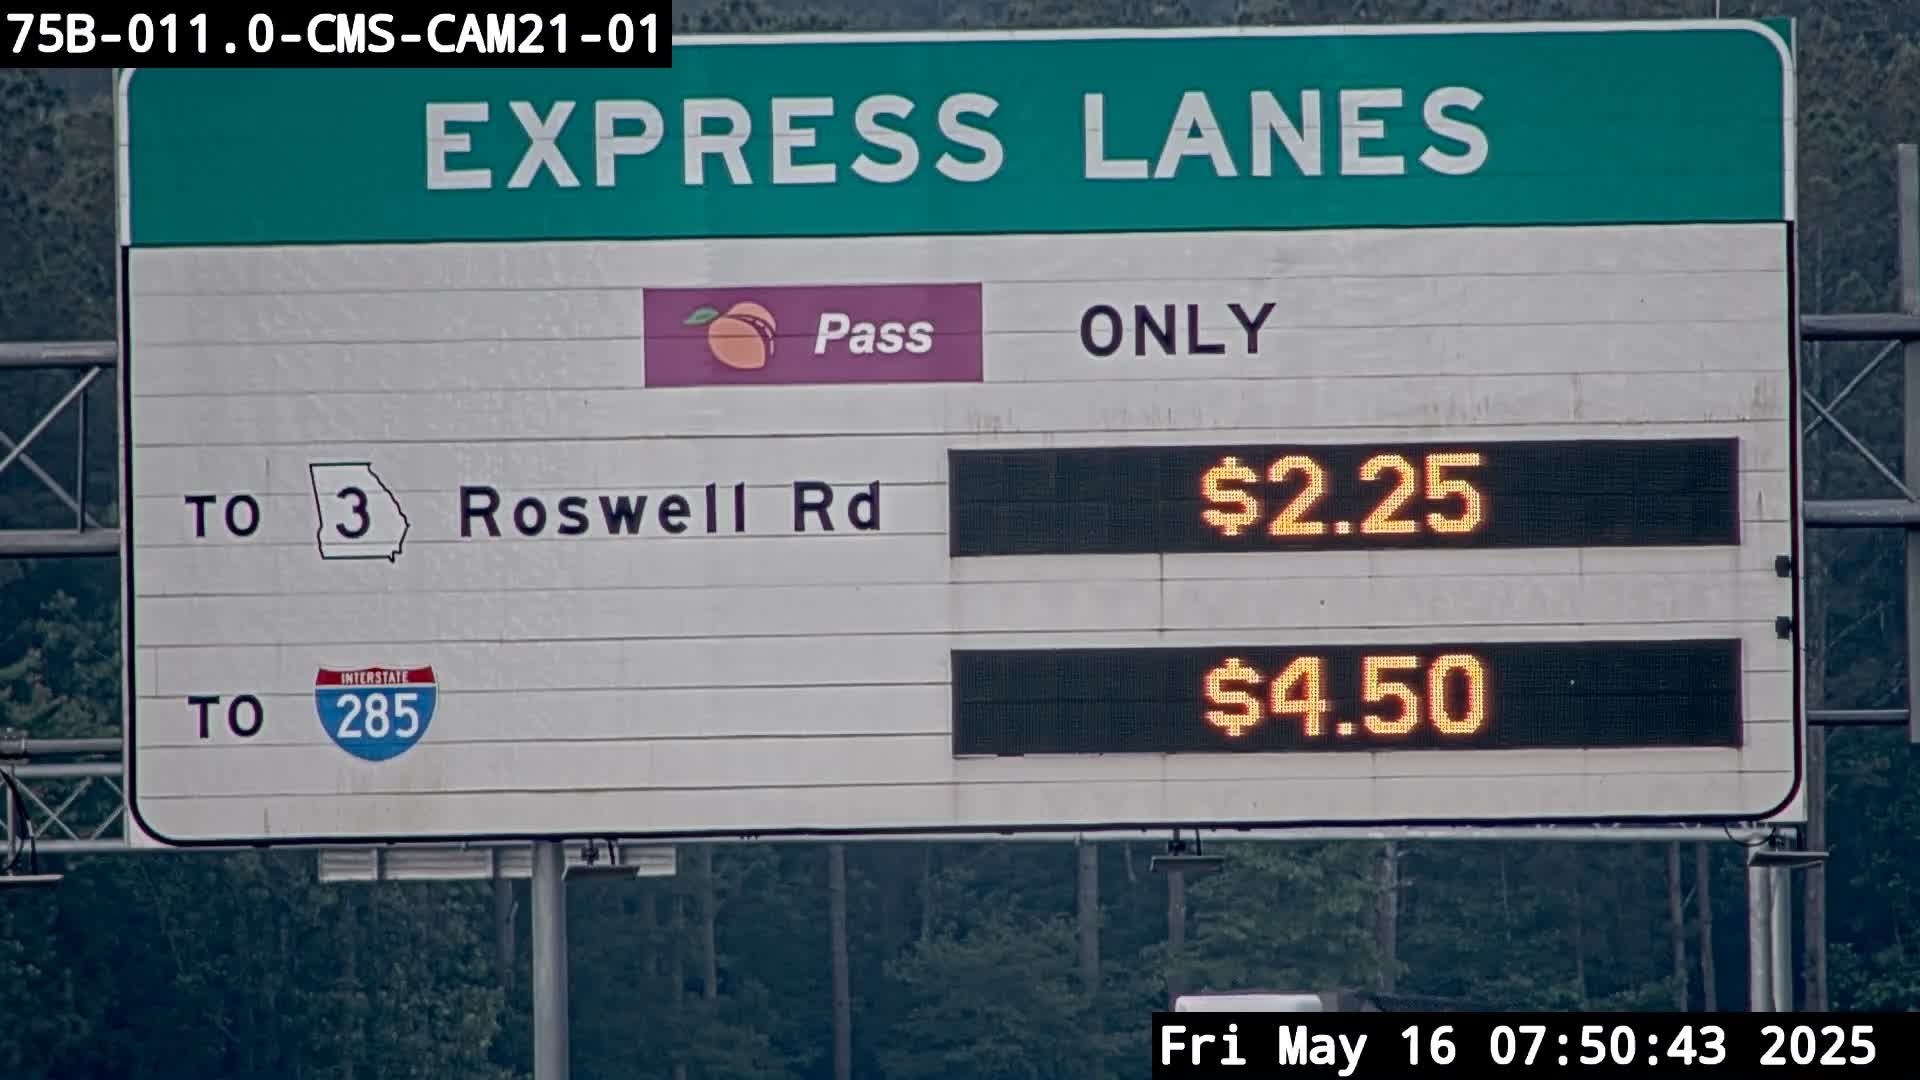 75B-011.0-CMS-CAM21-01
EXPRESS LANES
Pass ONLY
TO 3 Roswell Rd $2.25
TO INTERSTATE 285 $4.50
Fri May 16 07:50:43 2025